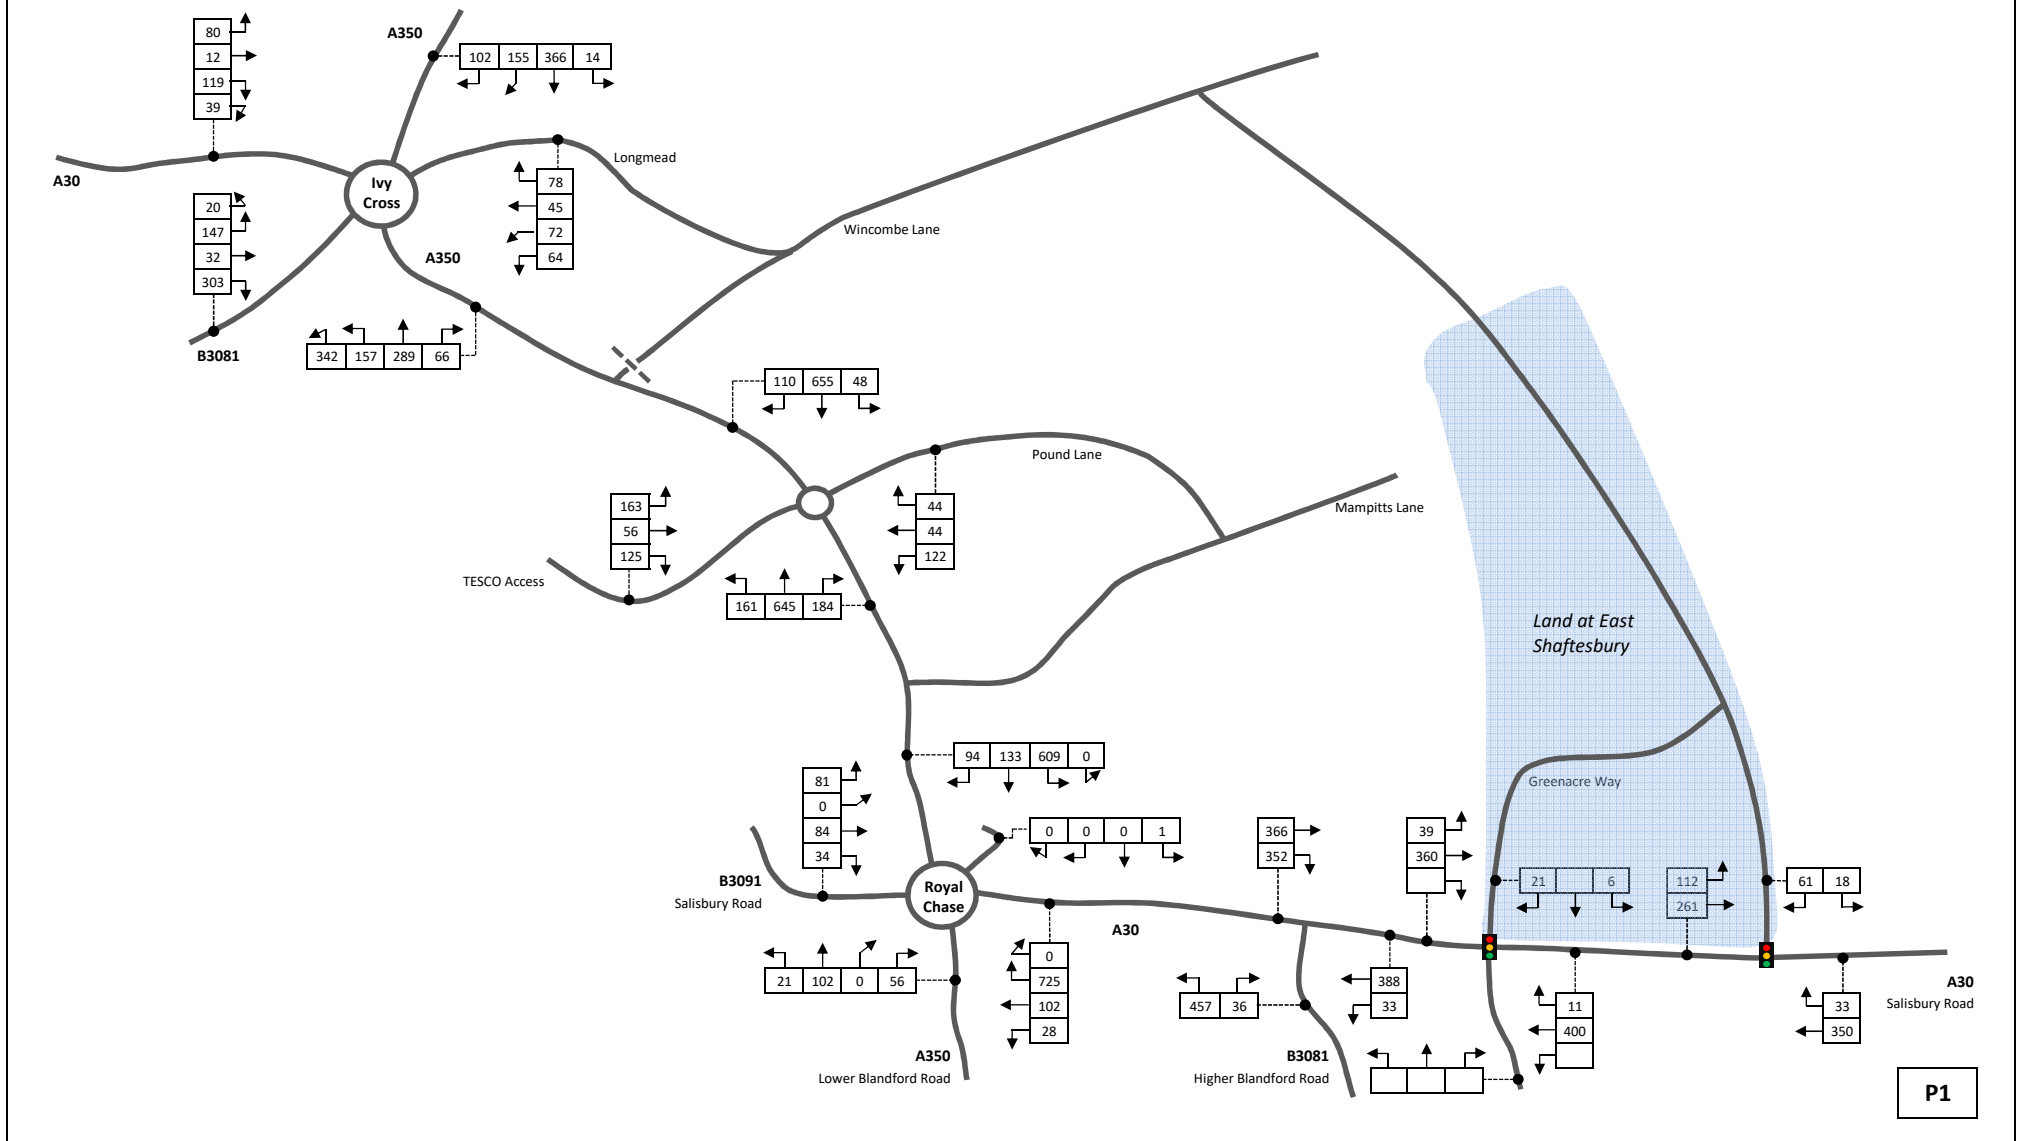 80
12
119
39
A350
102 155 366 14
A30
Ivy
Cross
Longmead
78
45
72
64
20
147
32
303
Wincombe Lane
A350
B3081
342 157 289 66
110 655 48
Pound Lane
Mampitts Lane
163
56
125
44
44
122
TESCO Access
161 645 184
Land at East
Shaftesbury
94 133 609 0
81
0
84
34
Greenacre Way
0 0 0 1
366
352
39
360
21 6
112
261
61 18
B3091
Salisbury Road
Royal
Chase
A30
21 102 0 56
0
725
102
28
457 36
388
33
11
400
33
350
A30
Salisbury Road
A350
Lower Blandford Road
B3081
Higher Blandford Road
P1